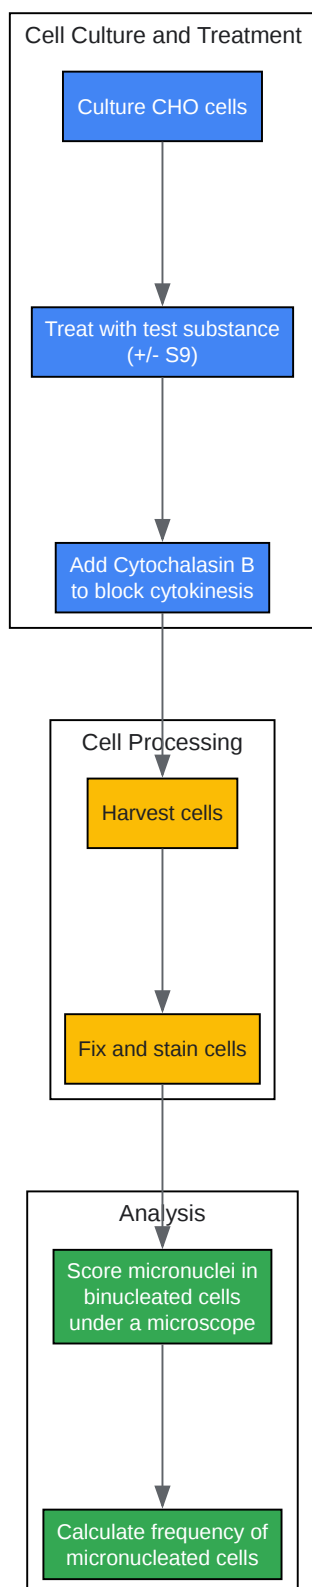 Cell Culture and Treatment
Culture CHO cells
Treat with test substance
(+/- S9)
Add Cytochalasin B
to block cytokinesis
Cell Processing
Harvest cells
Fix and stain cells
Analysis
Score micronuclei in
binucleated cells
under a microscope
Calculate frequency of
micronucleated cells